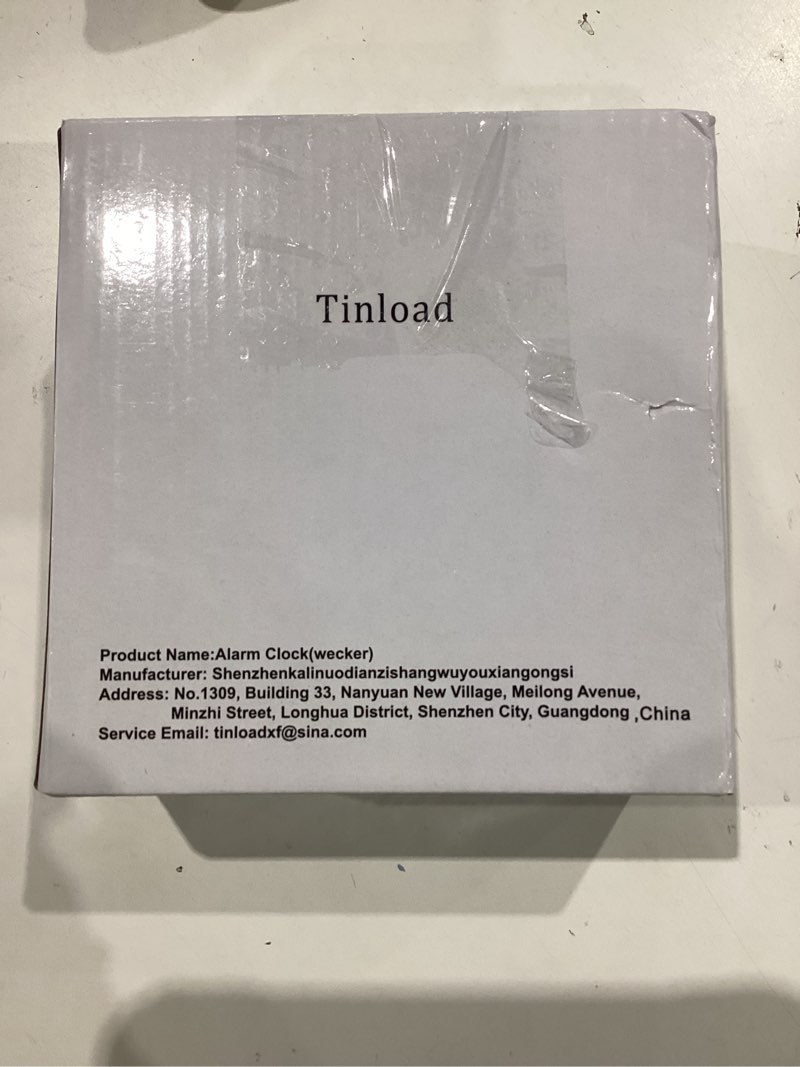 Tinload
Product Name:Alarm Clock(wecker)
Manufacturer: Shenzhenkalinuodianzishangwuyouxiangongsi
Address: No.1309, Building 33, Nanyuan New Village, Meilong Avenue,
Minzhi Street, Longhua District, Shenzhen City, Guangdong ,China
Service Email: tinloadxf@sina.com